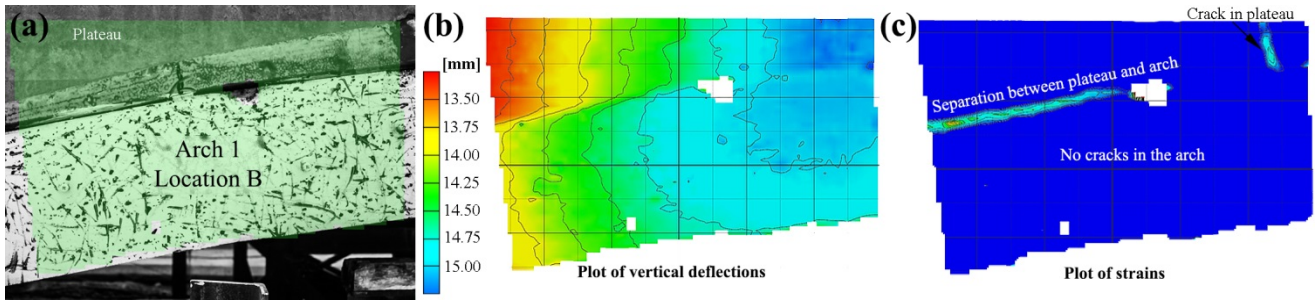 (a)
Plateau
Arch 1
Location B
(b)
[mm]
13.50
13.75
14.00
14.25
14.50
14.75
15.00
Plot of vertical deflections
(c)
Crack in plateau
Separation between plateau and arch
No cracks in the arch
Plot of strains